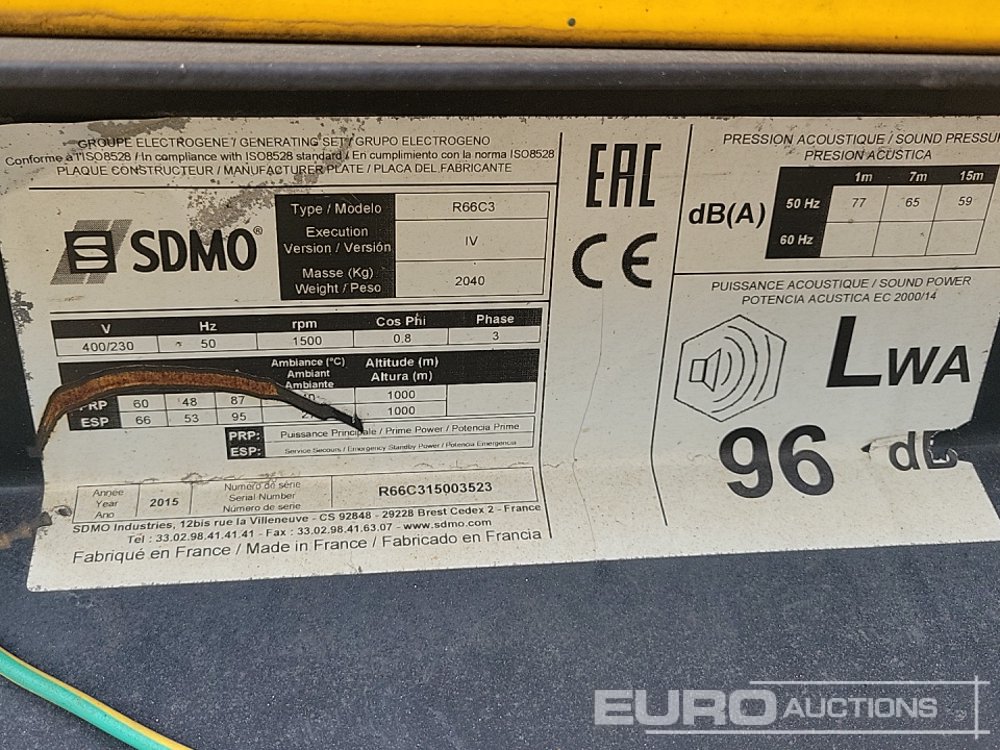 GROUPE ELECTROGENE / GENERATING SET / GRUPO ELECTROGENO
Conforme à l'ISO8528 / In compliance with ISO8528 standard / En cumplimiento con la norma ISO8528
PLAQUE CONSTRUCTEUR / MANUFACTURER PLATE / PLACA DEL FABRICANTE
SDMO®
Type / Modelo R66C3
Execution
Version / Versión IV
Masse (Kg)
Weight / Peso 2040
V Hz rpm Cos Phi Phase
400/230 50 1500 0.8 3
Ambiance (°C) Altitude (m)
Ambiant Altura (m)
Ambiante
PRP 60 48 87 1000
ESP 66 53 95 1000
PRP: Puissance Principale / Prime Power / Potencia Prime
ESP: Service Secours / Emergency Standby Power / Potencia Emergencia
Année
Year
Ano
2015
Numéro de série
Serial Number
Número de série
R66C315003523
SDMO Industries, 12bis rue la Villeneuve - CS 92848 - 29228 Brest Cedex 2 - France
Tel : 33.02.98.41.41.41 - Fax : 33.02.98.41.63.07 - www.sdmo.com
Fabriqué en France / Made in France / Fabricado en Francia
EAC
CE
PRESSION ACOUSTIQUE / SOUND PRESSU
PRESION ACUSTICA
dB(A)
1m 7m 15m
50 Hz 77 65 59
60 Hz
PUISSANCE ACOUSTIQUE / SOUND POWER
POTENCIA ACUSTICA EC 2000/14
LWA
96 dB
EURO AUCTIONS